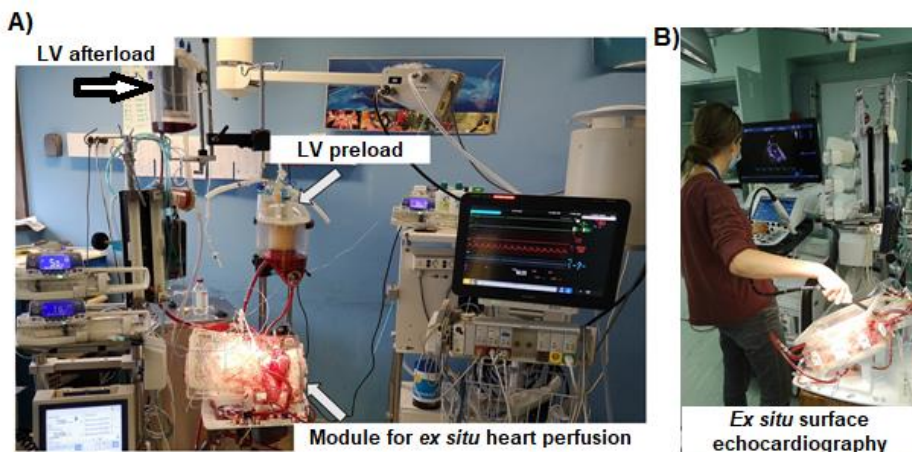 A)
LV afterload
LV preload
Module for ex situ heart perfusion
B)
Ex situ surface
echocardiography